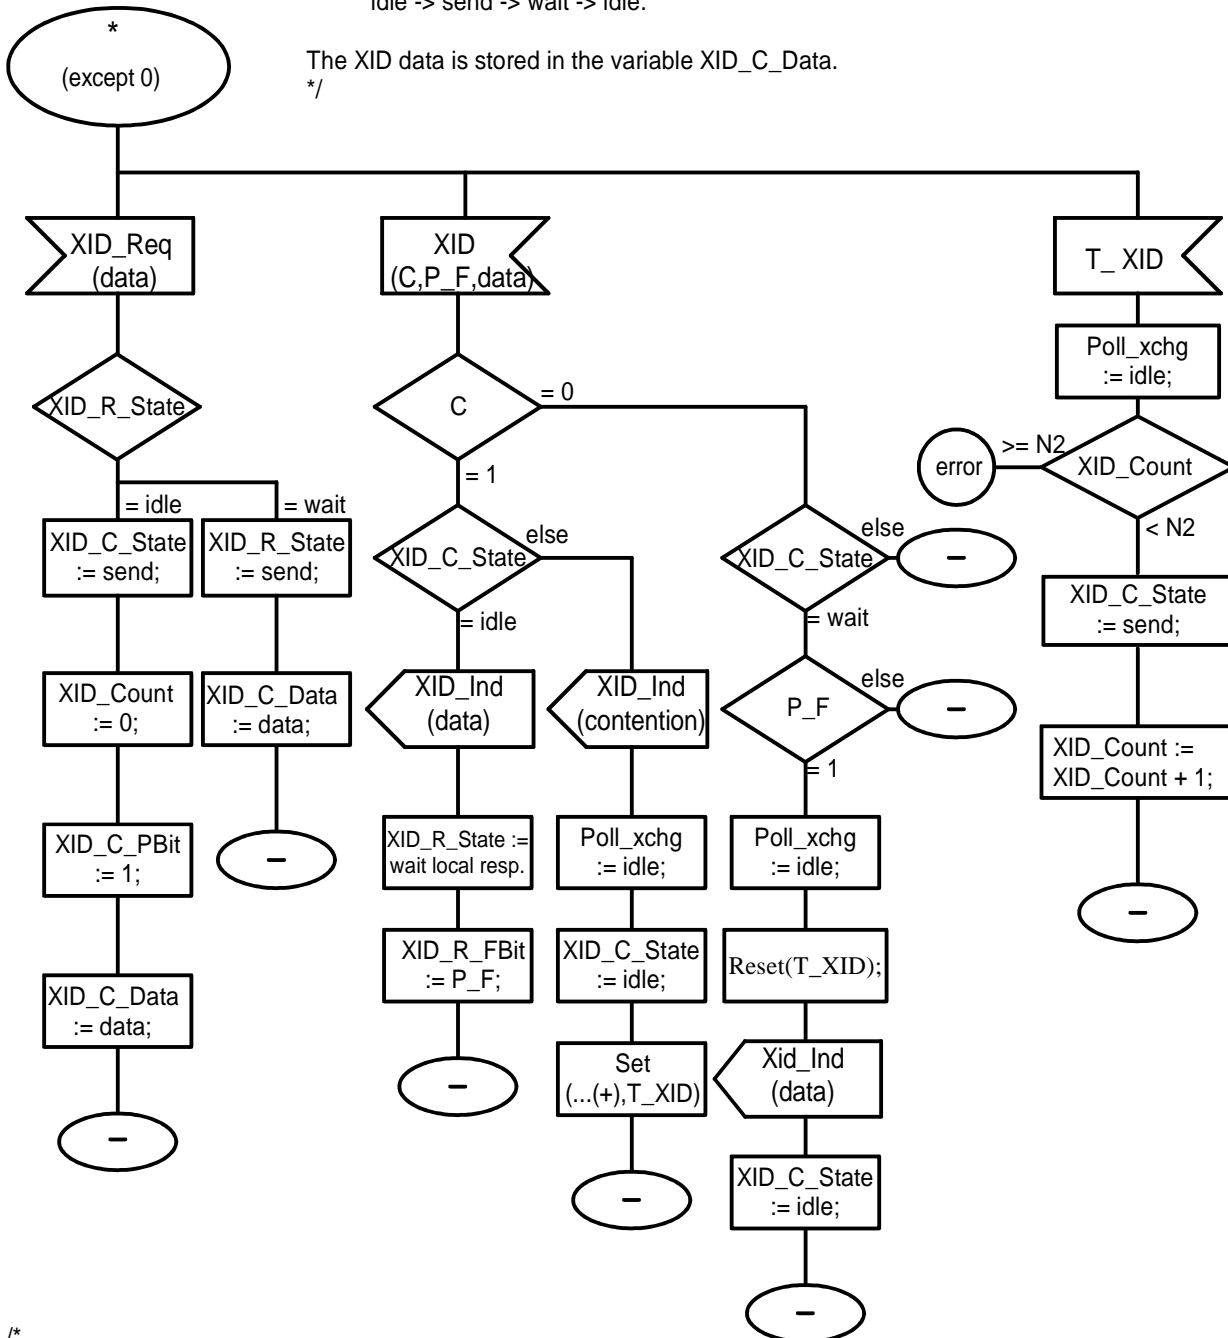 idle -> send -> wait -> idle.
The XID data is stored in the variable XID_C_Data.
*/
*
(except 0)
XID_Req
(data)
XID_R_State
= idle
= wait
XID_C_State
:= send;
XID_Count
:= 0;
XID_C_PBit
:= 1;
XID_C_Data
:= data;
–
XID_R_State
:= send;
XID_C_Data
:= data;
–
XID
(C,P_F,data)
C
= 0
= 1
XID_C_State
else
= idle
XID_Ind
(data)
XID_R_State :=
wait local resp.
XID_R_FBit
:= P_F;
–
XID_Ind
(contention)
Poll_xchg
:= idle;
XID_C_State
:= idle;
Set
(...(+),T_XID)
–
XID_C_State
else
–
= wait
P_F
else
–
= 1
Poll_xchg
:= idle;
Reset(T_XID);
Xid_Ind
(data)
XID_C_State
:= idle;
–
T_ XID
Poll_xchg
:= idle;
XID_Count
>= N2
error
< N2
XID_C_State
:= send;
XID_Count :=
XID_Count + 1;
–
/*